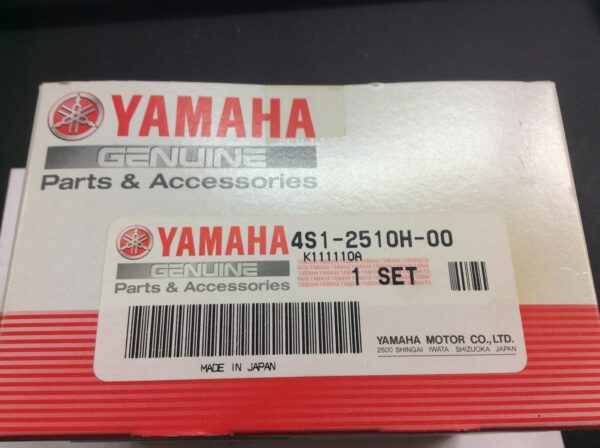 YAMAHA
GENUINE
Parts & Accessories
YAMAHA 4S1-2510H-00
GENUINE K111110A
Parts & Accessories 1 SET
YAMAHA MOTOR CO.,LTD.
2500 SHINGAI IWATA SHIZUOKA JAPAN
MADE IN JAPAN